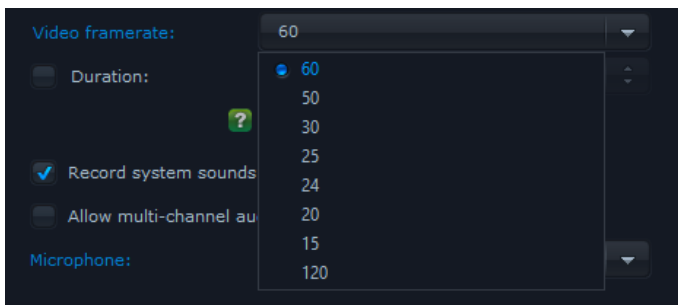 Video framerate: 60
Duration: 60
50
?
30
25
Record system sounds
24
Allow multi-channel au
20
15
Microphone:
120